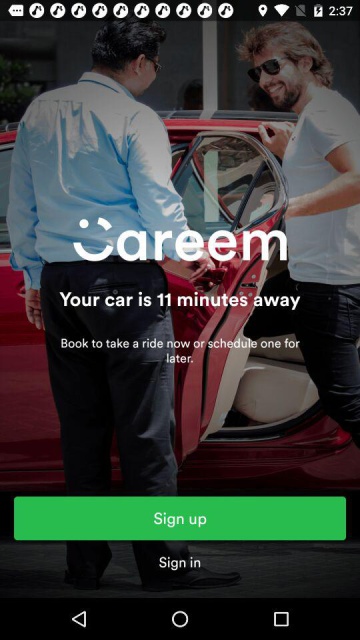 2:37
Careem
Your car is 11 minutes away
Book to take a ride now or schedule one for
later.
Sign up
Sign in